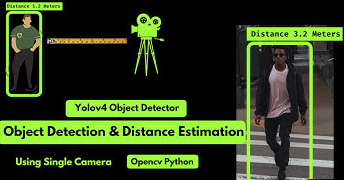 Distance 1.2 Meters
Distance 3.2 Meters
Yolov4 Object Detector
Object Detection & Distance Estimation
Using Single Camera
Opencv Python